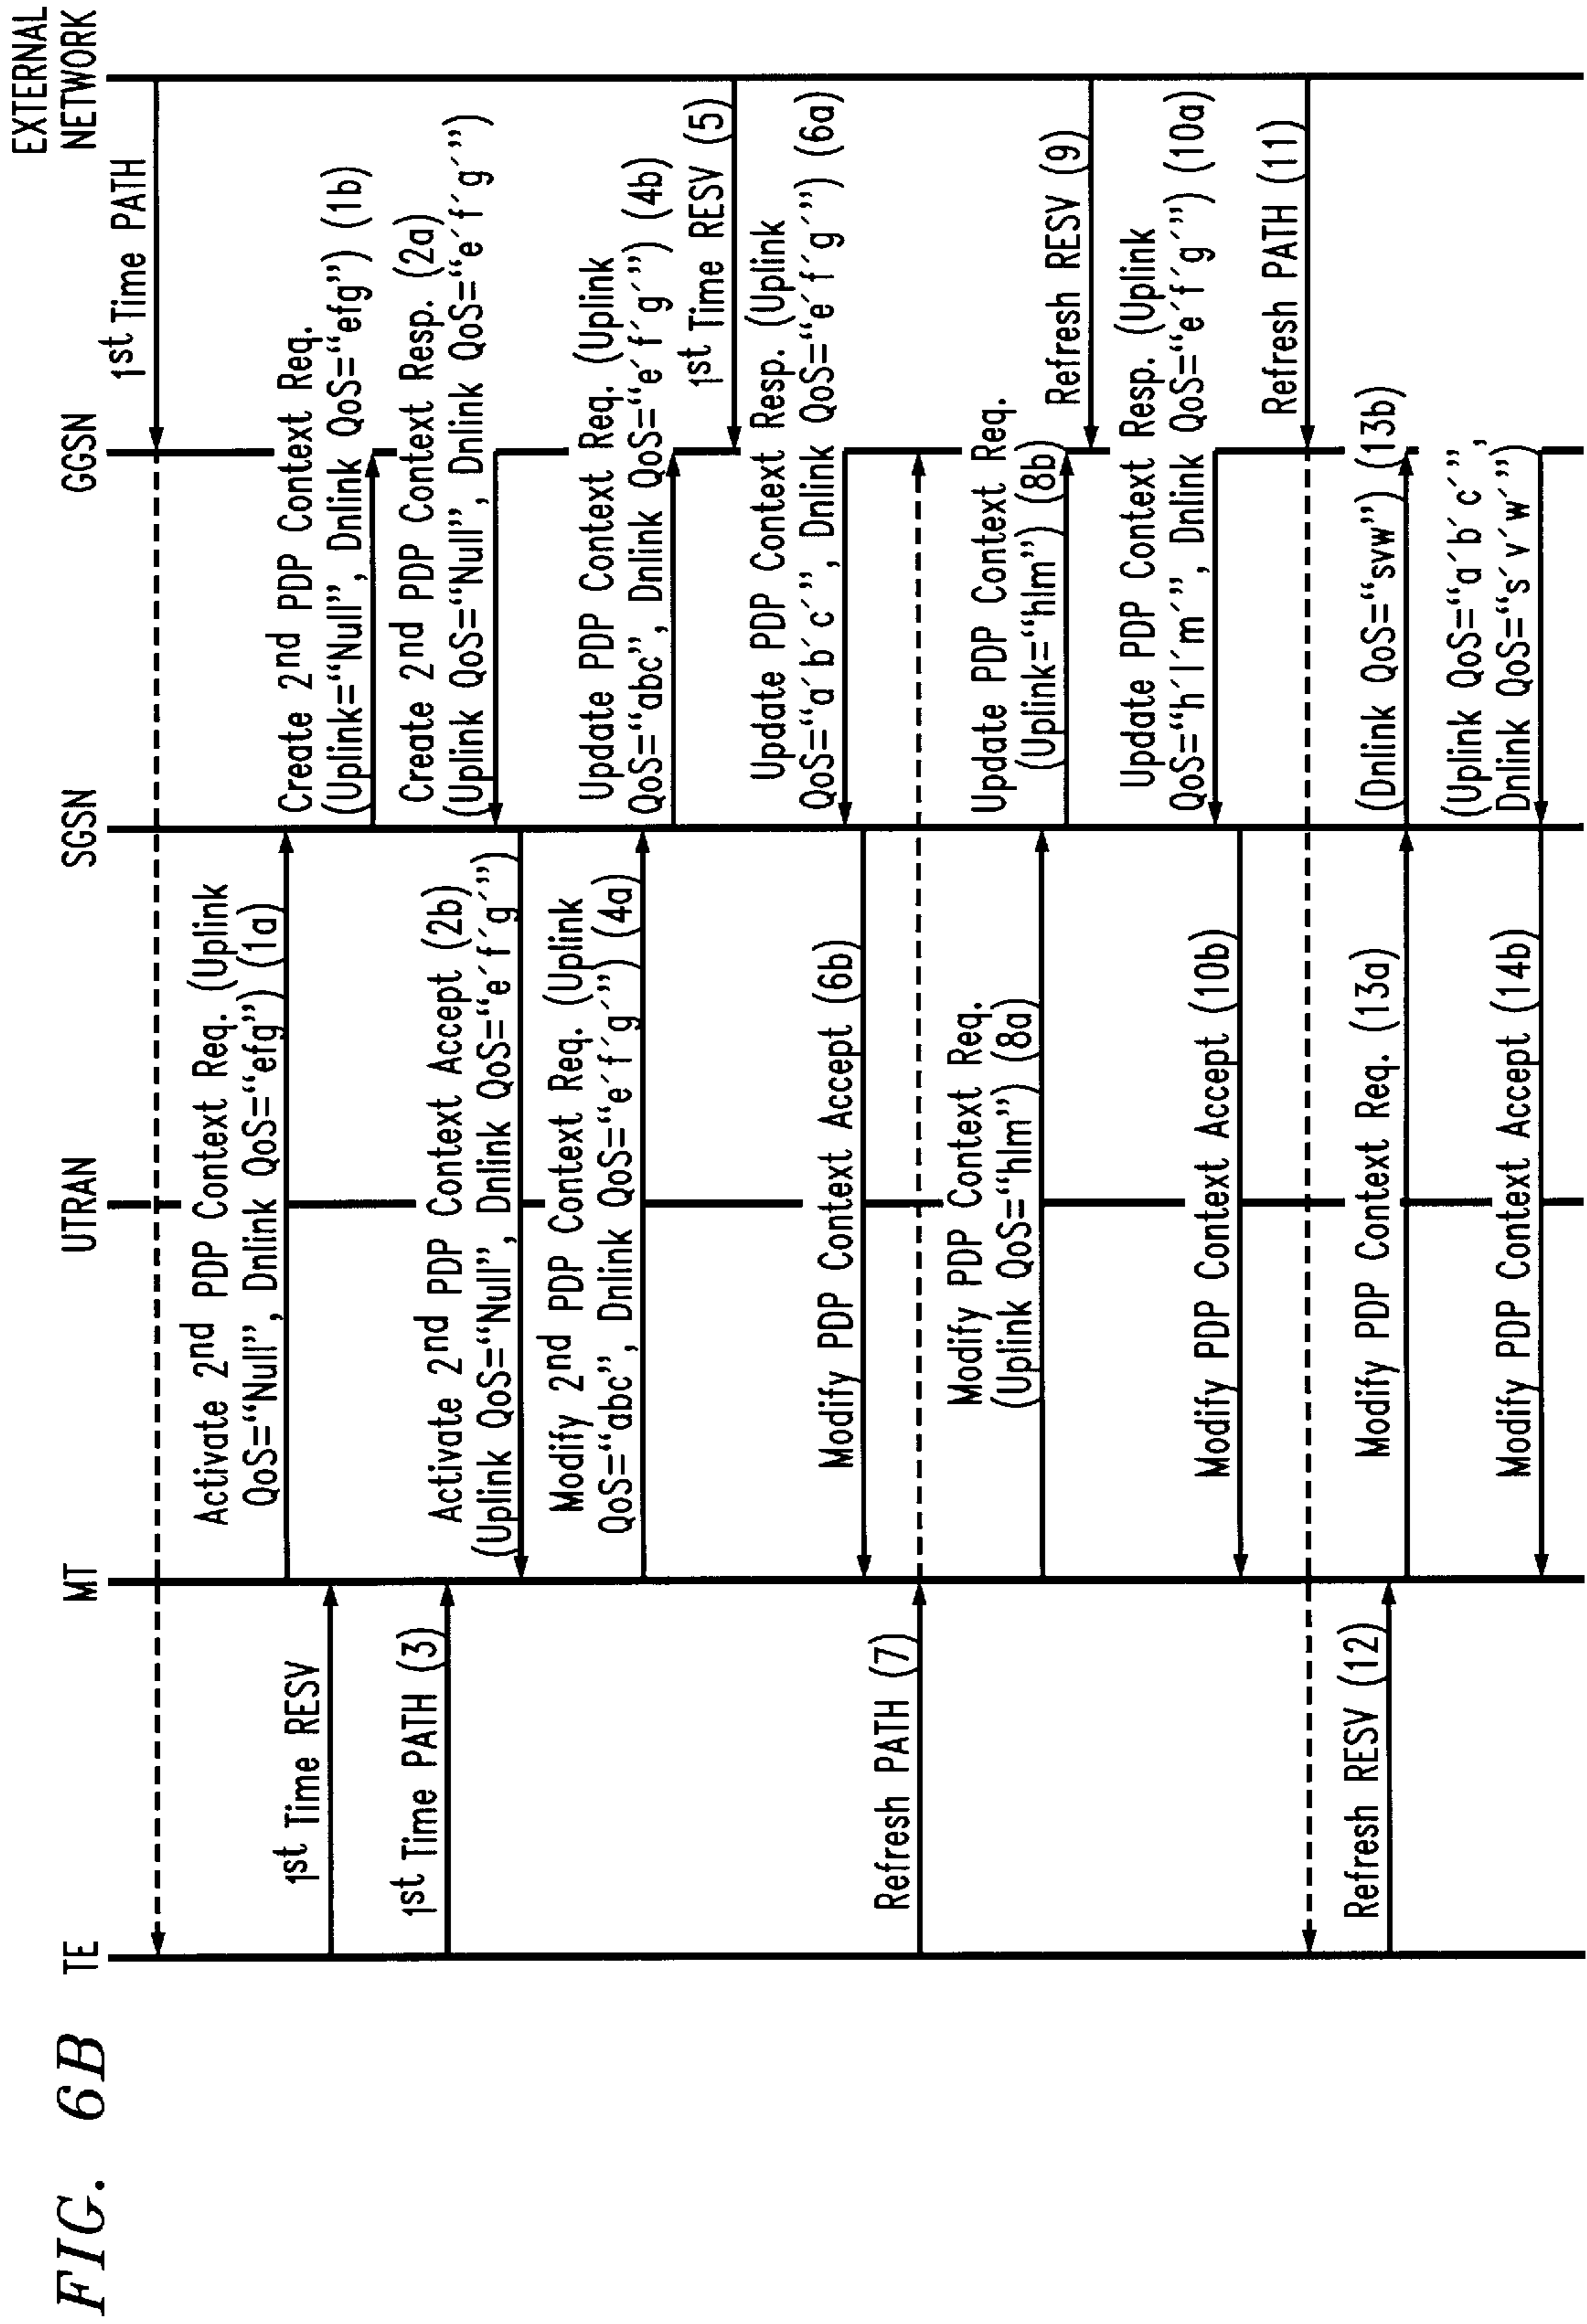 FIG. 6B
TE
MT
UTRAN
SGSN
GGSN
EXTERNAL
NETWORK
1st Time PATH
Activate 2nd PDP Context Req. (Uplink
QoS=“Null”, Dnlink QoS=“efg”) (1a)
1st Time RESV
Create 2nd PDP Context Req.
(Uplink=“Null”, Dnlink QoS=“efg”) (1b)
1st Time PATH (3)
Create 2nd PDP Context Resp. (2a)
(Uplink QoS=“Null”, Dnlink QoS=“e´f´g´”)
Activate 2nd PDP Context Accept (2b)
(Uplink QoS=“Null”, Dnlink QoS=“e´f´g´”)
Modify 2nd PDP Context Req. (Uplink
QoS=“abc”, Dnlink QoS=“e´f´g´”) (4a)
Update PDP Context Req. (Uplink
QoS=“abc”, Dnlink QoS=“e´f´g´”) (4b)
1st Time RESV (5)
Update PDP Context Resp. (Uplink
QoS=“a´b´c´”, Dnlink QoS=“e´f´g´”) (6a)
Modify PDP Context Accept (6b)
Refresh PATH (7)
Modify PDP Context Req.
(Uplink QoS=“hlm”) (8a)
Update PDP Context Req.
(Uplink=“hlm”) (8b)
Refresh RESV (9)
Update PDP Context Resp. (Uplink
QoS=“h´l´m´”, Dnlink QoS=“e´f´g´”) (10a)
Modify PDP Context Accept (10b)
Refresh PATH (11)
Refresh RESV (12)
Modify PDP Context Req. (13a)
(Dnlink QoS=“svw”) (13b)
(Uplink QoS=“a´b´c´”,
Dnlink QoS=“s´v´w´”)
Modify PDP Context Accept (14b)